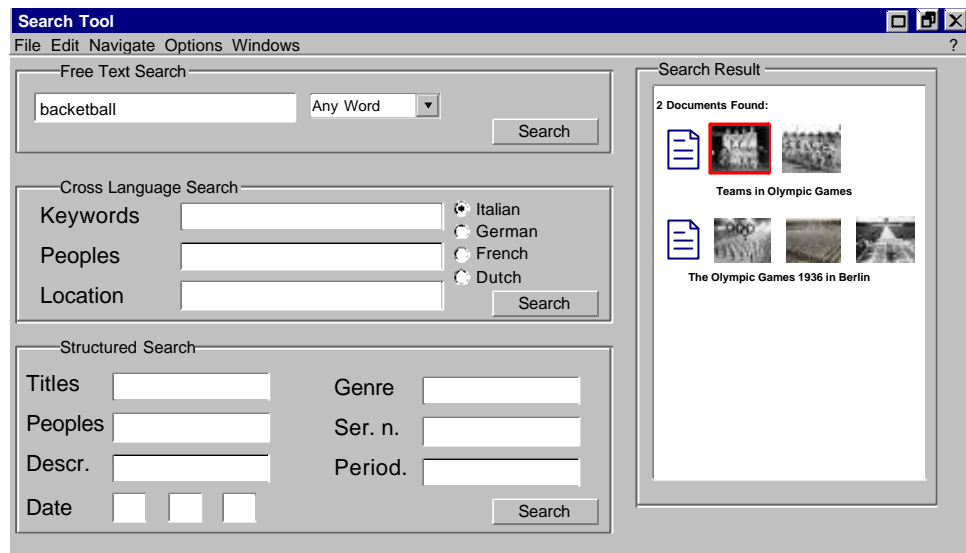 Search Tool
File Edit Navigate Options Windows ?
Free Text Search
backetball
Any Word
Search
Cross Language Search
Keywords
Italian
German
Peoples
French
Dutch
Location
Search
Structured Search
Titles
Genre
Peoples
Ser. n.
Descr.
Period.
Date
Search
Search Result
2 Documents Found:
Teams in Olympic Games
The Olympic Games 1936 in Berlin